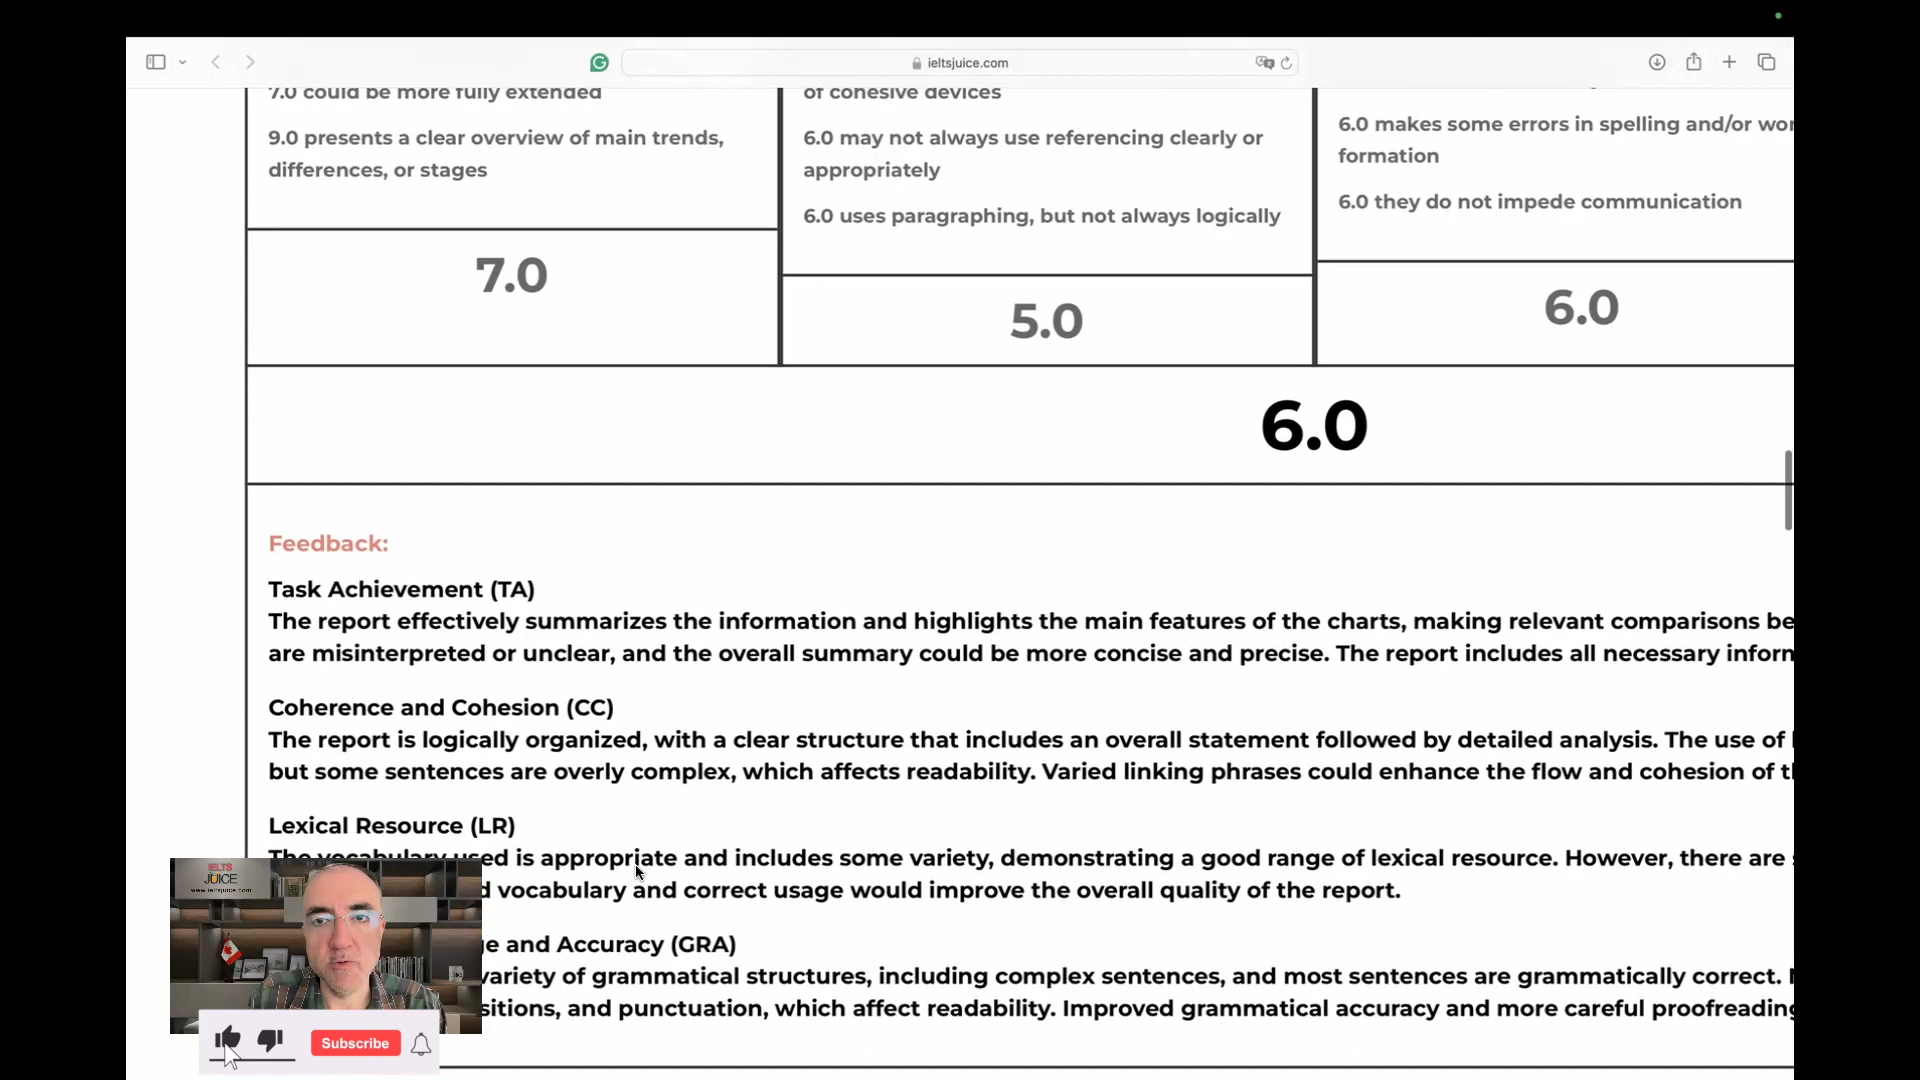 ieltsjuice.com
7.0 could be more fully extended
9.0 presents a clear overview of main trends,
differences, or stages
7.0
of cohesive devices
6.0 may not always use referencing clearly or
appropriately
6.0 uses paragraphing, but not always logically
5.0
6.0 makes some errors in spelling and/or wor
formation
6.0 they do not impede communication
6.0
6.0
Feedback:
Task Achievement (TA)
The report effectively summarizes the information and highlights the main features of the charts, making relevant comparisons be
are misinterpreted or unclear, and the overall summary could be more concise and precise. The report includes all necessary inforn
Coherence and Cohesion (CC)
The report is logically organized, with a clear structure that includes an overall statement followed by detailed analysis. The use of
but some sentences are overly complex, which affects readability. Varied linking phrases could enhance the flow and cohesion of t
Lexical Resource (LR)
The vocabulary used is appropriate and includes some variety, demonstrating a good range of lexical resource. However, there are
d vocabulary and correct usage would improve the overall quality of the report.
ge and Accuracy (GRA)
variety of grammatical structures, including complex sentences, and most sentences are grammatically correct.
sitions, and punctuation, which affect readability. Improved grammatical accuracy and more careful proofreading
IELTS
JUICE
www.ieltsjuice.com
Subscribe